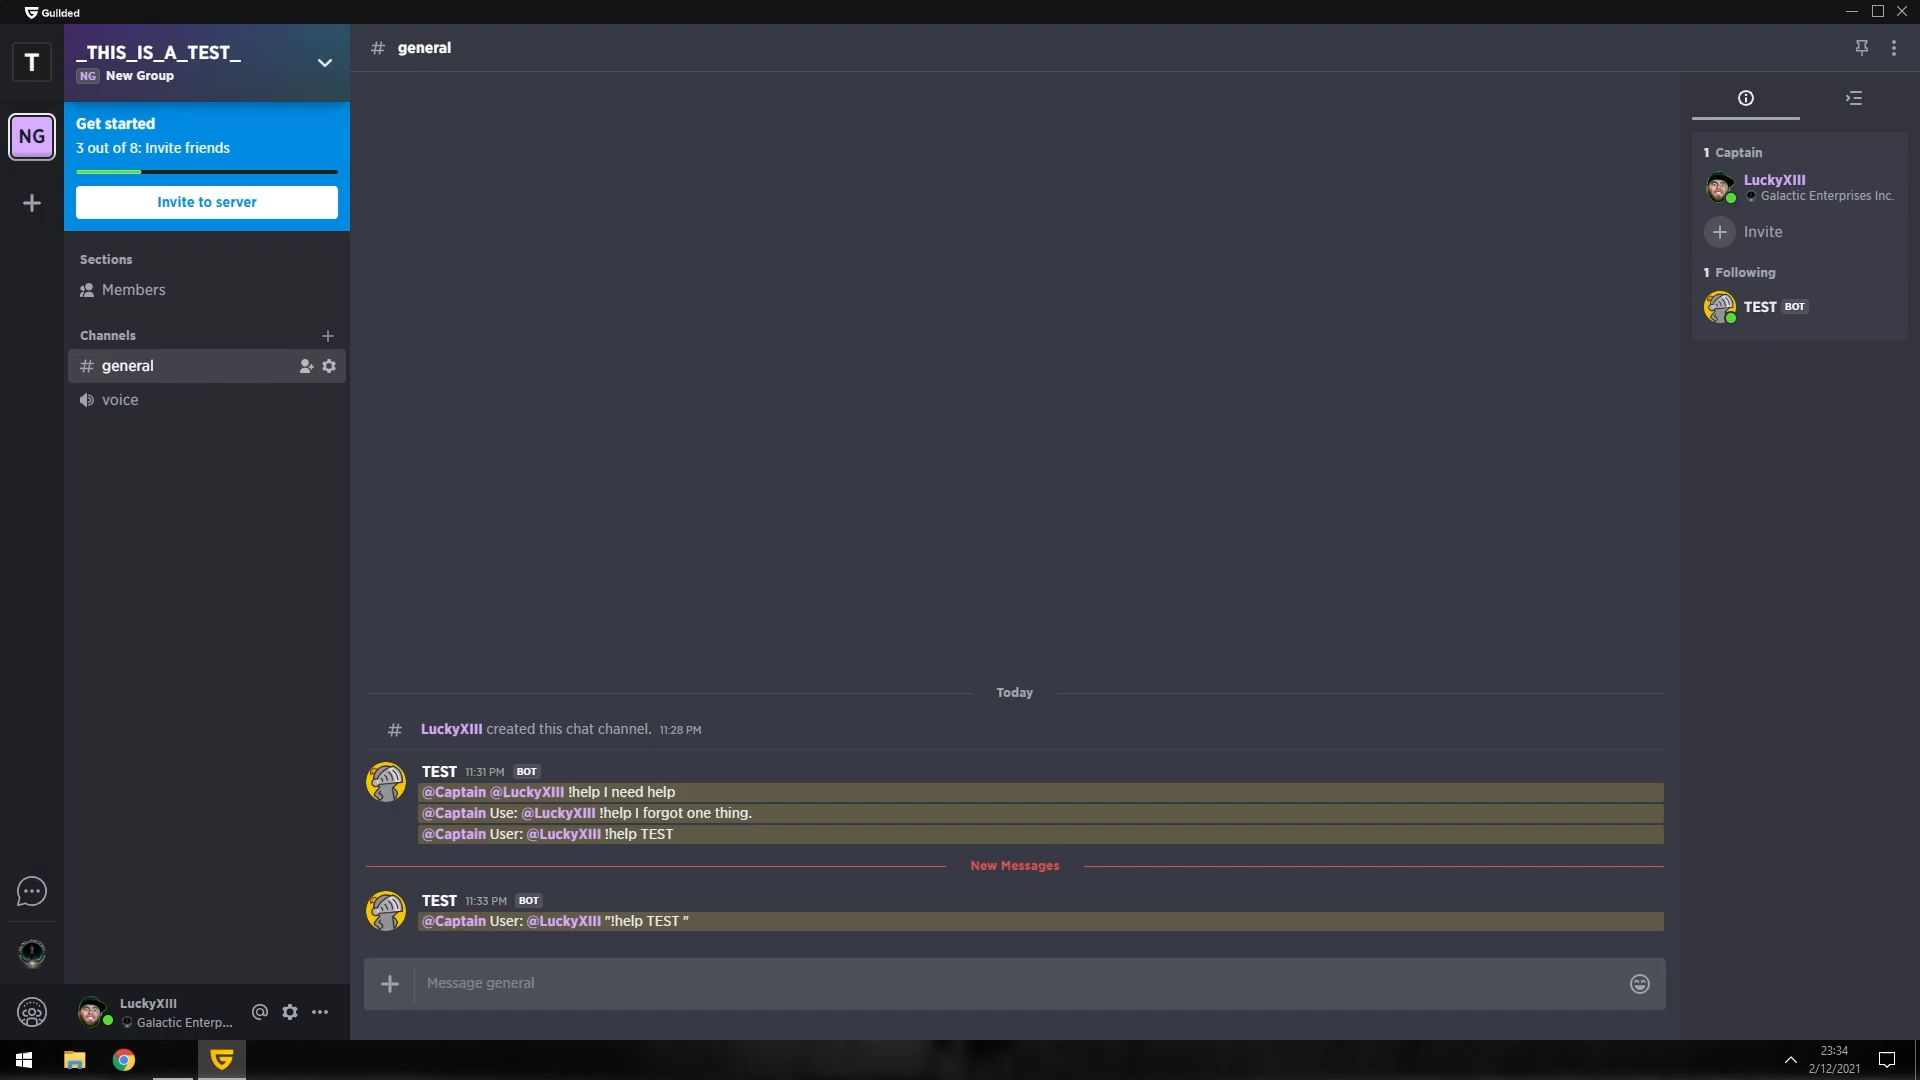 Guilded
T
_THIS_IS_A_TEST_
NG New Group
NG
Get started
3 out of 8: Invite friends
Invite to server
Sections
Members
Channels
# general
voice
LuckyXIII
Galactic Enterp...
# general
Today
# LuckyXIII created this chat channel. 11:28 PM
TEST 11:31 PM BOT
@Captain @LuckyXIII !help I need help
@Captain Use: @LuckyXIII !help I forgot one thing.
@Captain User: @LuckyXIII !help TEST
New Messages
TEST 11:33 PM BOT
@Captain User: @LuckyXIII "!help TEST "
Message general
1 Captain
LuckyXIII
Galactic Enterprises Inc.
Invite
1 Following
TEST BOT
23:34
2/12/2021